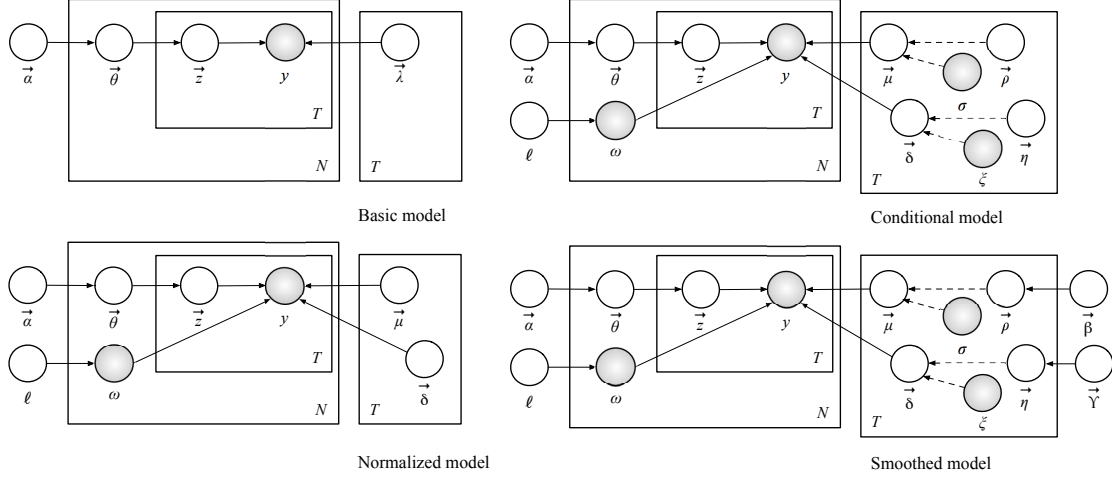 α⃗ θ⃗ z⃗ y λ⃗
T
N T
Basic model
α⃗ θ⃗ z⃗ y μ⃗ σ ρ⃗
T
ℓ ω δ⃗ ξ η⃗
N T
Conditional model
α⃗ θ⃗ z⃗ y μ⃗
T
ℓ ω δ⃗
N T
Normalized model
α⃗ θ⃗ z⃗ y μ⃗ σ ρ⃗ β⃗
T
ℓ ω δ⃗ ξ η⃗ ϒ⃗
N T
Smoothed model